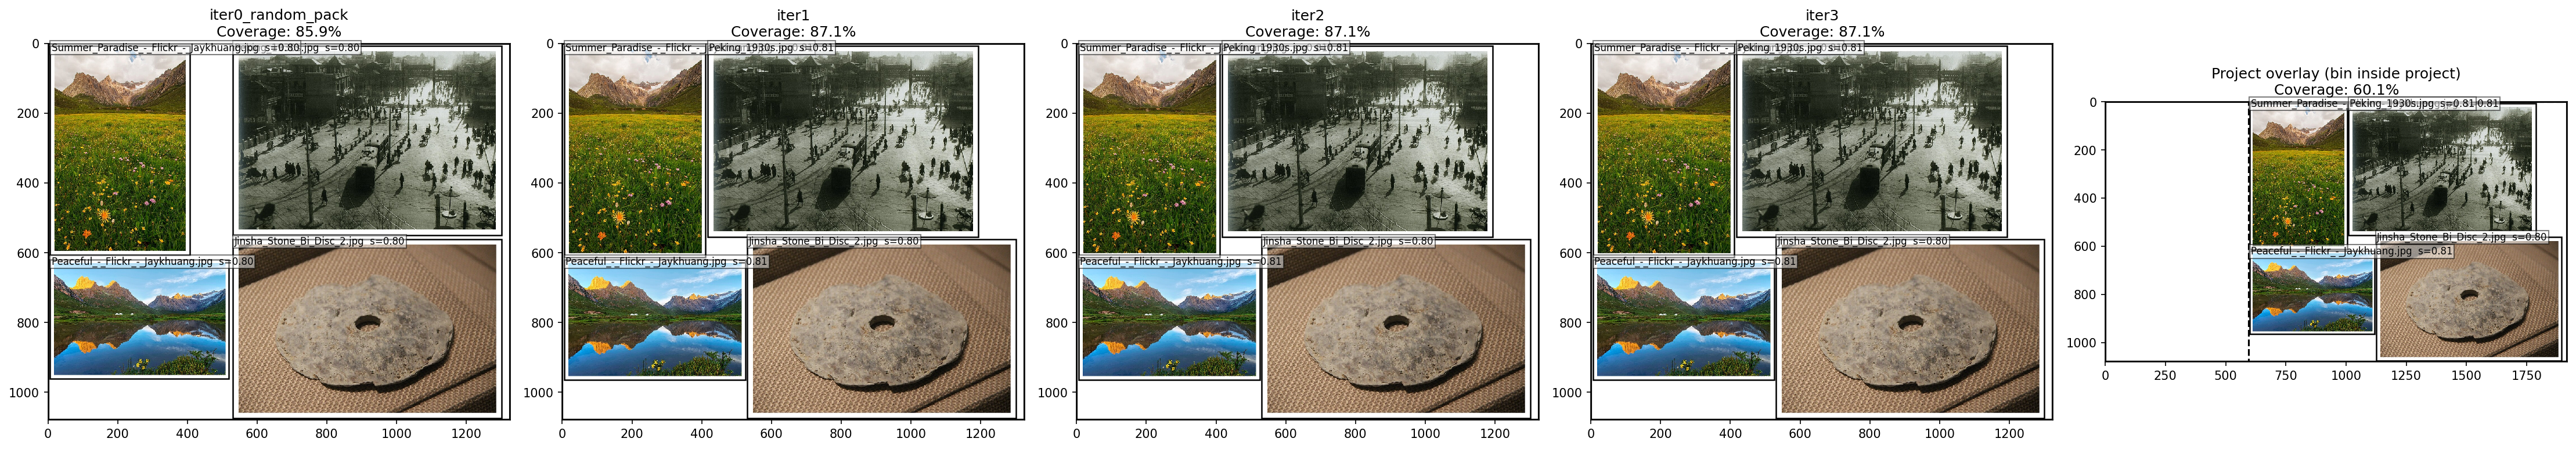 iter0_random_pack
Coverage: 85.9%
Summer_Paradise_-_Flickr_-_Jaykhuang.jpg s=0.80
.jpg s=0.80
Jinsha_Stone_Bi_Disc_2.jpg s=0.80
Peaceful_-_Flickr_-_Jaykhuang.jpg s=0.80
0
200
400
600
800
1000
0 200 400 600 800 1000 1200
iter1
Coverage: 87.1%
Summer_Paradise_-_Flickr_-
Peking_1930s.jpg s=0.81
Jinsha_Stone_Bi_Disc_2.jpg s=0.80
Peaceful_-_Flickr_-_Jaykhuang.jpg s=0.81
0
200
400
600
800
1000
0 200 400 600 800 1000 1200
iter2
Coverage: 87.1%
Summer_Paradise_-_Flickr_-
Peking_1930s.jpg s=0.81
Jinsha_Stone_Bi_Disc_2.jpg s=0.80
Peaceful_-_Flickr_-_Jaykhuang.jpg s=0.81
0
200
400
600
800
1000
0 200 400 600 800 1000 1200
iter3
Coverage: 87.1%
Summer_Paradise_-_Flickr_-
Peking_1930s.jpg s=0.81
Jinsha_Stone_Bi_Disc_2.jpg s=0.80
Peaceful_-_Flickr_-_Jaykhuang.jpg s=0.81
0
200
400
600
800
1000
0 200 400 600 800 1000 1200
Project overlay (bin inside project)
Coverage: 60.1%
Summer_Paradise_-
Peking_1930s.jpg s=0.81
Jinsha_Stone_Bi_Disc_2.jpg s=0.80
Peaceful_-_Flickr_-_Jaykhuang.jpg s=0.81
0
200
400
600
800
1000
0 250 500 750 1000 1250 1500 1750